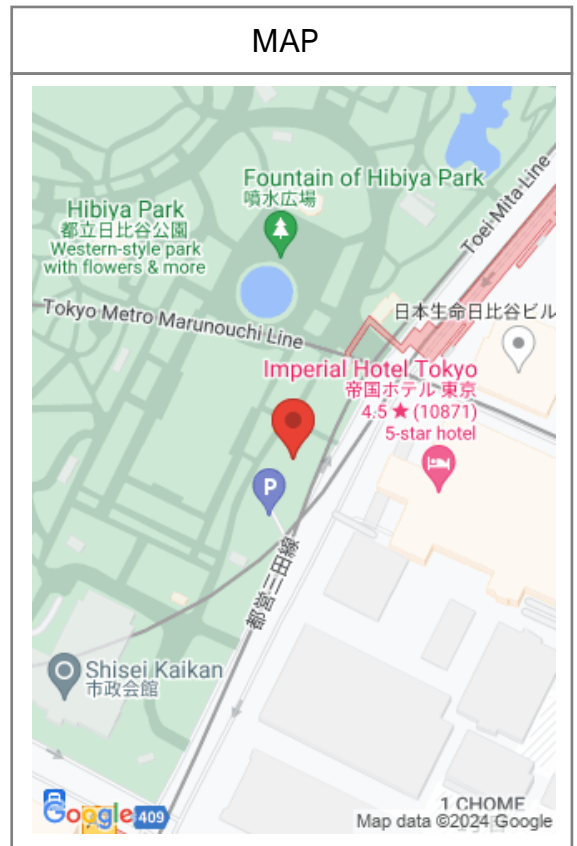 MAP
Fountain of Hibiya Park
噴水広場
Hibiya Park
都立日比谷公園
Western-style park
with flowers & more
Toei Mita Line
Tokyo Metro Marunouchi Line
日本生命日比谷ビル
Imperial Hotel Tokyo
帝国ホテル 東京
4.5 ★ (10871)
5-star hotel
P
都営三田線
Shisei Kaikan
市政会館
1 CHOME
Google
409
Map data ©2024 Google